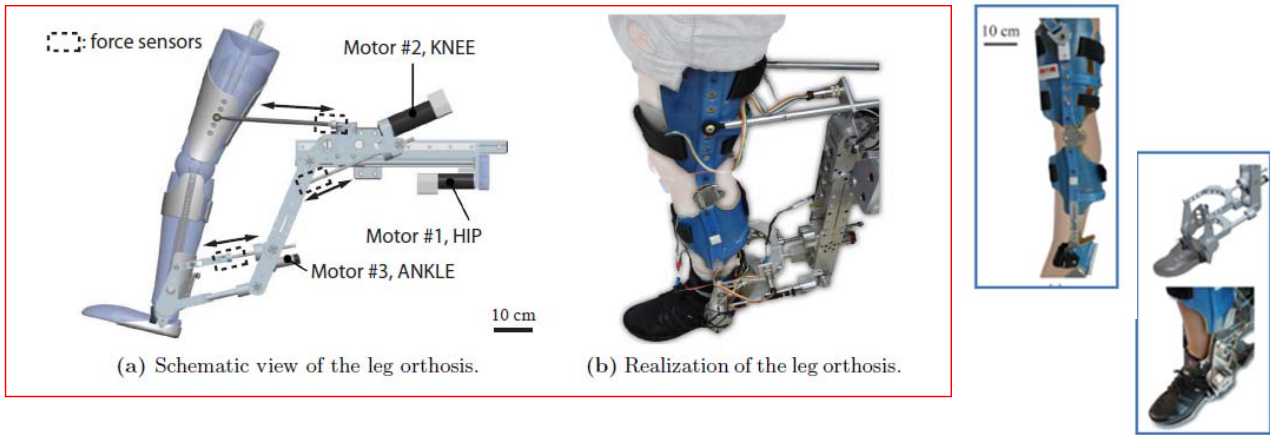 : force sensors
Motor #2, KNEE
Motor #1, HIP
Motor #3, ANKLE
10 cm
(a) Schematic view of the leg orthosis.
(b) Realization of the leg orthosis.
10 cm